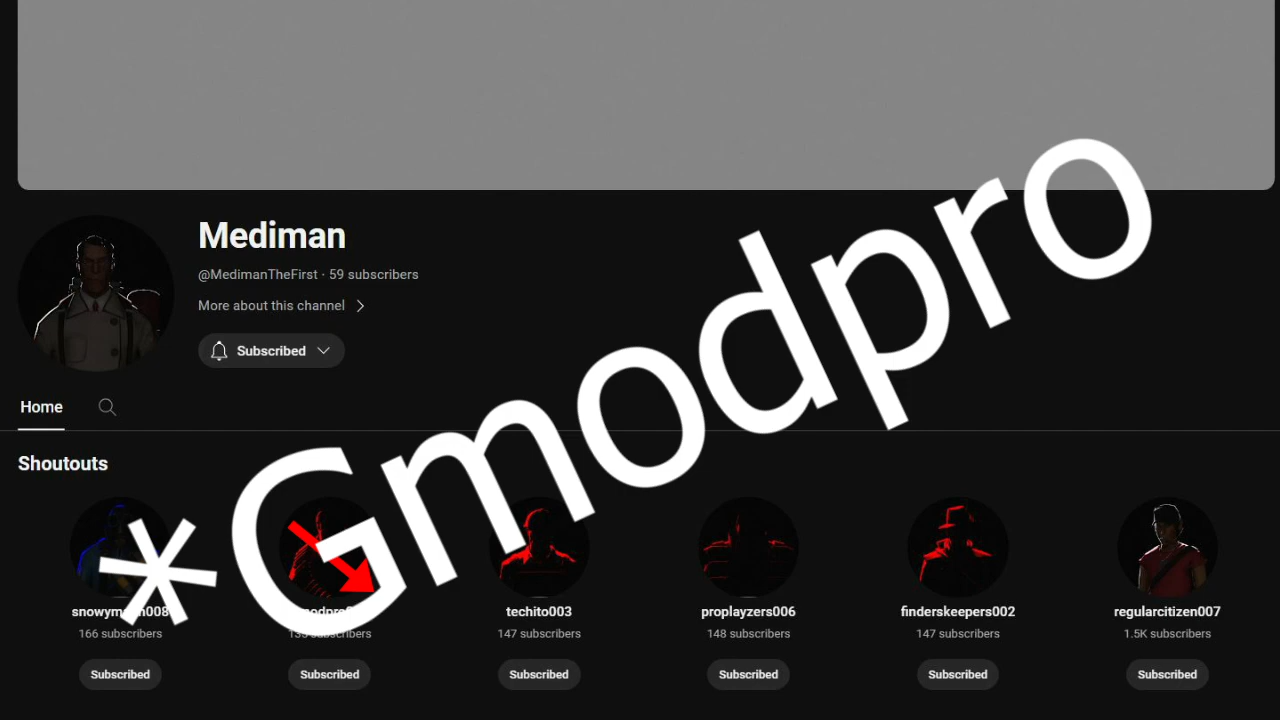 Mediman
@MedimanTheFirst · 59 subscribers
More about this channel
Subscribed
Home
Shoutouts
*Gmodpro
techito003 proplayzers006 finderskeepers002 regularcitizen007
166 subscribers subscribers 147 subscribers 148 subscribers 147 subscribers 1.5K subscribers
Subscribed Subscribed Subscribed Subscribed Subscribed Subscribed